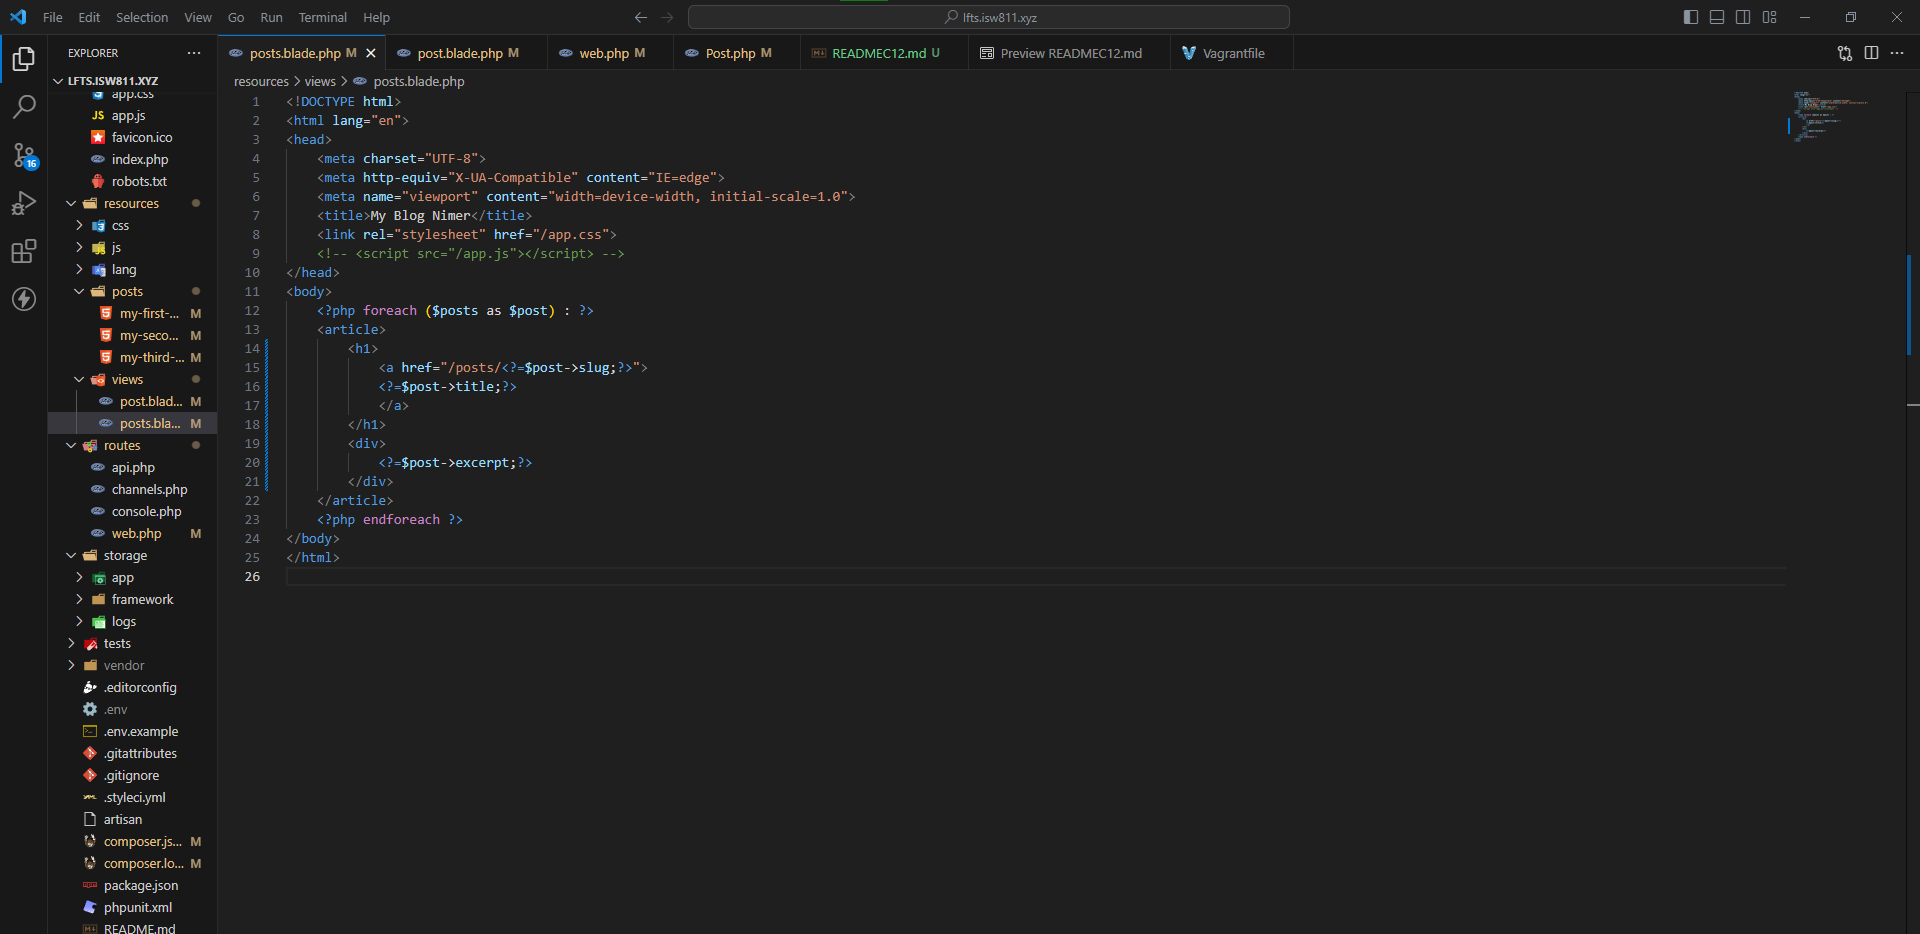 File Edit Selection View Go Run Terminal Help
lfts.isw811.xyz
EXPLORER
LFTS.ISW811.XYZ
app.css
JS app.js
favicon.ico
index.php
robots.txt
resources
css
js
lang
posts
my-first-... M
my-seco... M
my-third-... M
views
post.blad... M
posts.bla... M
routes
api.php
channels.php
console.php
web.php M
storage
app
framework
logs
tests
vendor
.editorconfig
.env
.env.example
.gitattributes
.gitignore
.styleci.yml
artisan
composer.js... M
composer.lo... M
package.json
phpunit.xml
README.md
16
posts.blade.php M
post.blade.php M
web.php M
Post.php M
READMEC12.md U
Preview READMEC12.md
Vagrantfile
resources > views > posts.blade.php
1 <!DOCTYPE html>
2 <html lang="en">
3 <head>
4 <meta charset="UTF-8">
5 <meta http-equiv="X-UA-Compatible" content="IE=edge">
6 <meta name="viewport" content="width=device-width, initial-scale=1.0">
7 <title>My Blog Nimer</title>
8 <link rel="stylesheet" href="/app.css">
9 <!-- <script src="/app.js"></script> -->
10 </head>
11 <body>
12 <?php foreach ($posts as $post) : ?>
13 <article>
14 <h1>
15 <a href="/posts/<?=$post->slug;?>">
16 <?=$post->title;?>
17 </a>
18 </h1>
19 <div>
20 <?=$post->excerpt;?>
21 </div>
22 </article>
23 <?php endforeach ?>
24 </body>
25 </html>
26